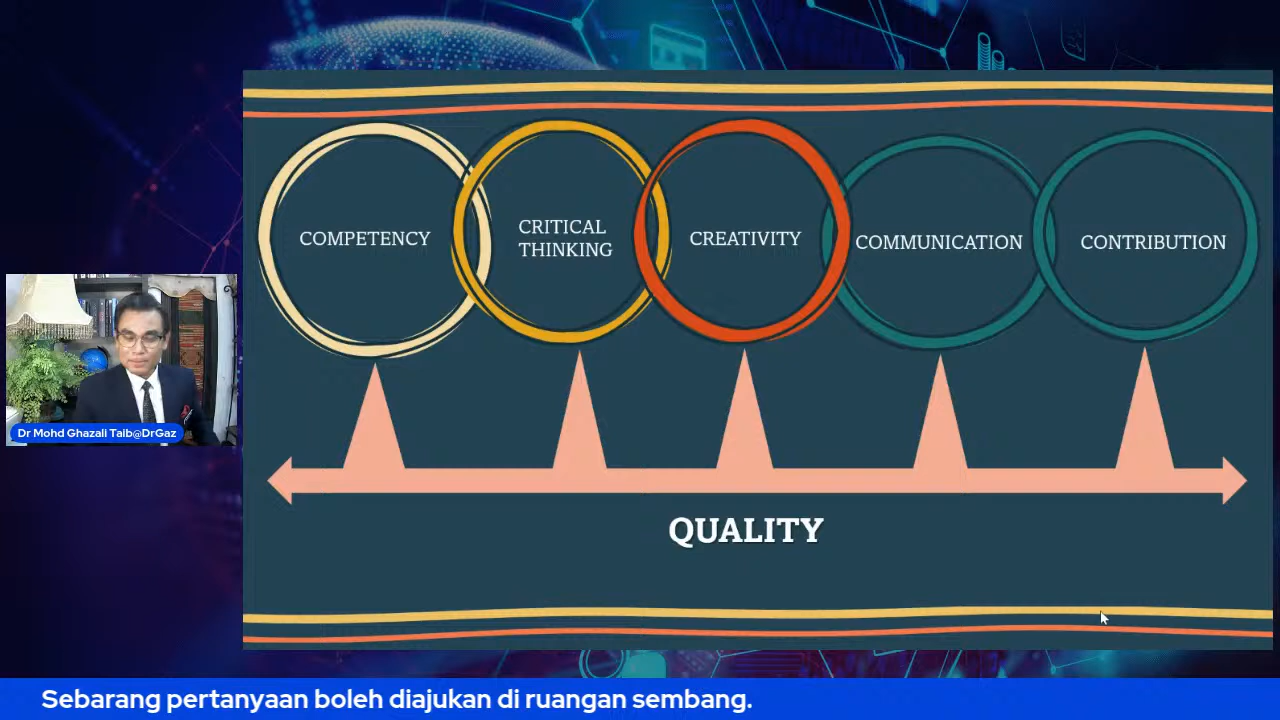 COMPETENCY
CRITICAL
THINKING
CREATIVITY
COMMUNICATION
CONTRIBUTION
QUALITY
Dr Mohd Ghazali Taib@DrGaz
Sebarang pertanyaan boleh diajukan di ruangan sembang.